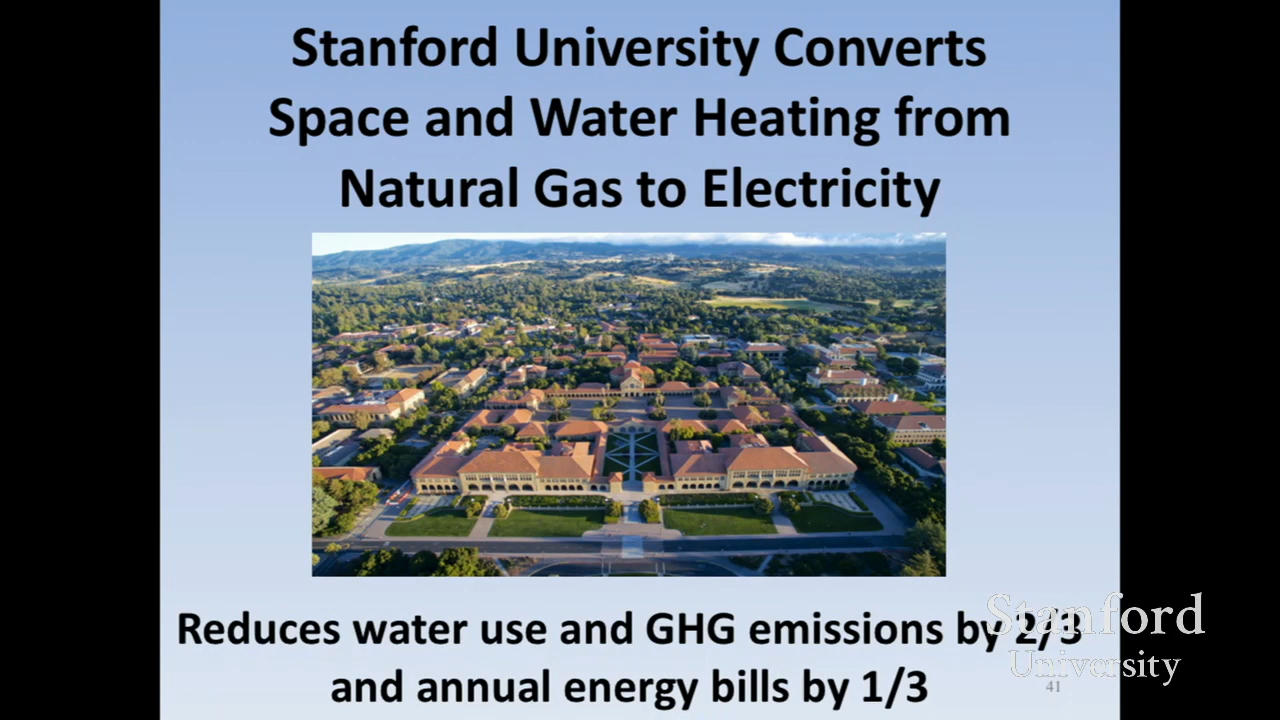 Stanford University Converts
Space and Water Heating from
Natural Gas to Electricity
Reduces water use and GHG emissions by 2/3
and annual energy bills by 1/3
Stanford
University
41